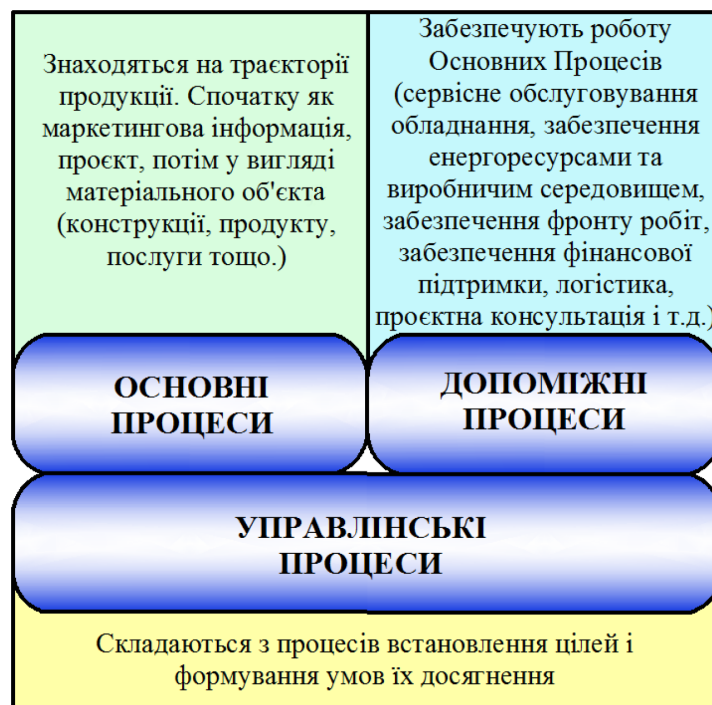 Знаходяться на траєкторії
продукції. Спочатку як
маркетингова інформація,
проєкт, потім у вигляді
матеріального об'єкта
(конструкції, продукту,
послуги тощо.)
Забезпечують роботу
Основних Процесів
(сервісне обслуговування
обладнання, забезпечення
енергоресурсами та
виробничим середовищем,
забезпечення фронту робіт,
забезпечення фінансової
підтримки, логістика,
проєктна консультація і т.д.)
ОСНОВНІ
ПРОЦЕСИ
ДОПОМІЖНІ
ПРОЦЕСИ
УПРАВЛІНСЬКІ
ПРОЦЕСИ
Складаються з процесів встановлення цілей і
формування умов їх досягнення